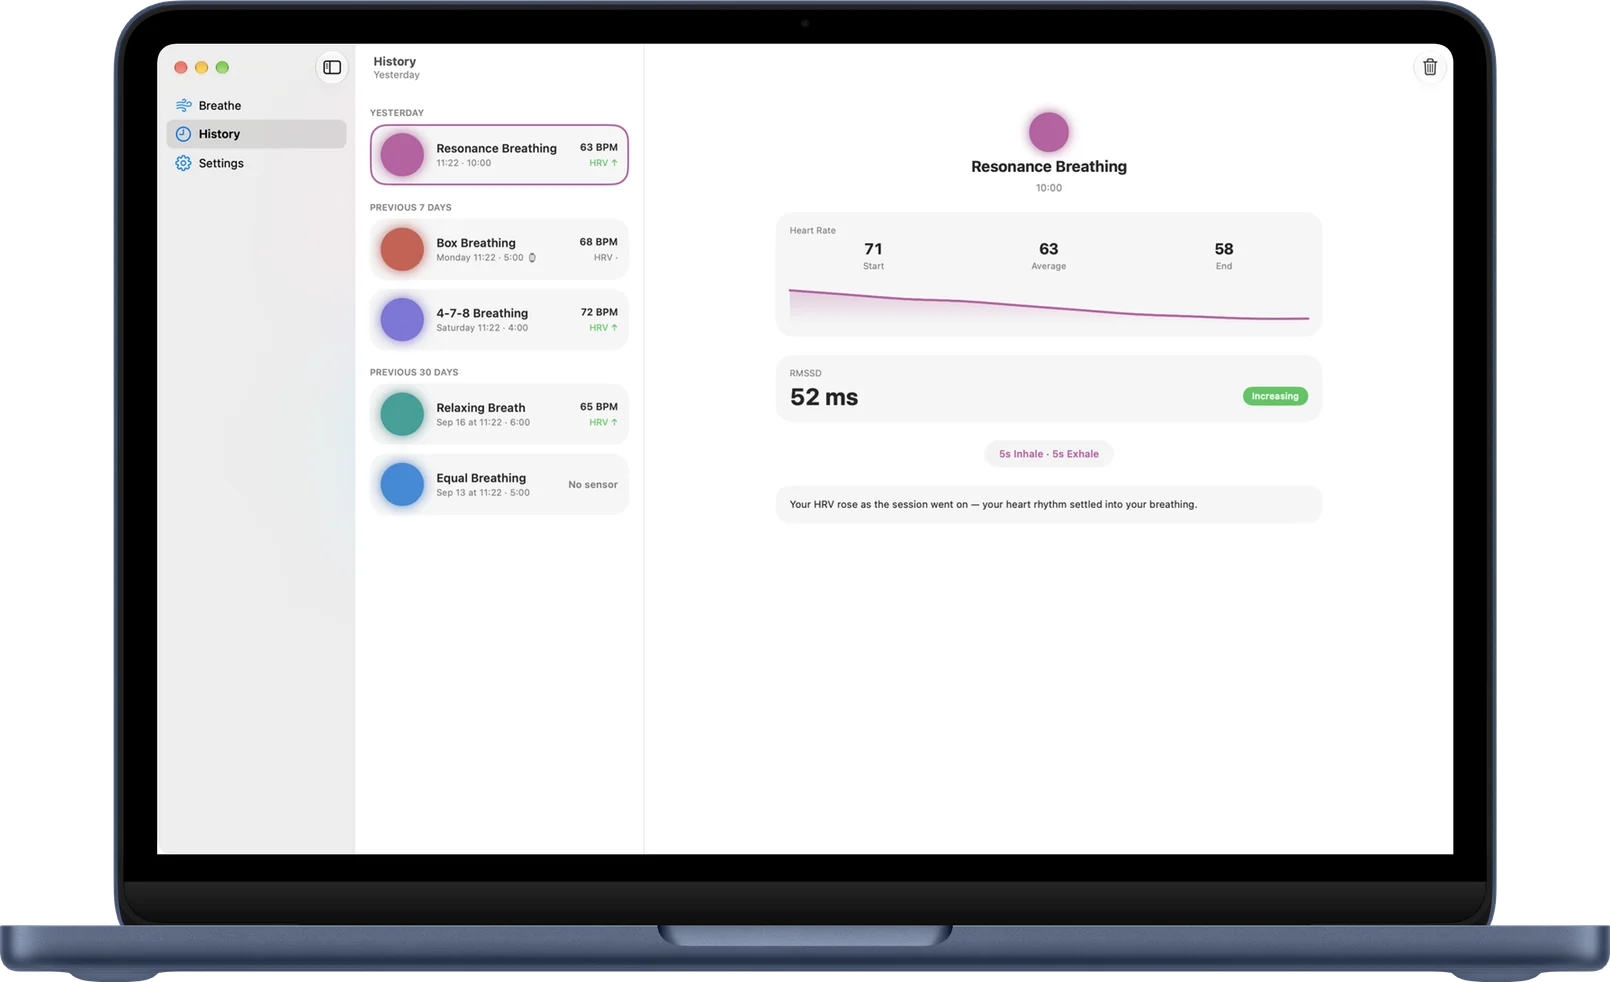 Breathe
History
Settings
History
Yesterday
YESTERDAY
Resonance Breathing
11:22 · 10:00
63 BPM
HRV ↑
PREVIOUS 7 DAYS
Box Breathing
Monday 11:22 · 5:00
68 BPM
HRV ·
4-7-8 Breathing
Saturday 11:22 · 4:00
72 BPM
HRV ↑
PREVIOUS 30 DAYS
Relaxing Breath
Sep 16 at 11:22 · 6:00
65 BPM
HRV ↑
Equal Breathing
Sep 13 at 11:22 · 5:00
No sensor
Resonance Breathing
10:00
Heart Rate
71
Start
63
Average
58
End
RMSSD
52 ms
Increasing
5s Inhale · 5s Exhale
Your HRV rose as the session went on — your heart rhythm settled into your breathing.